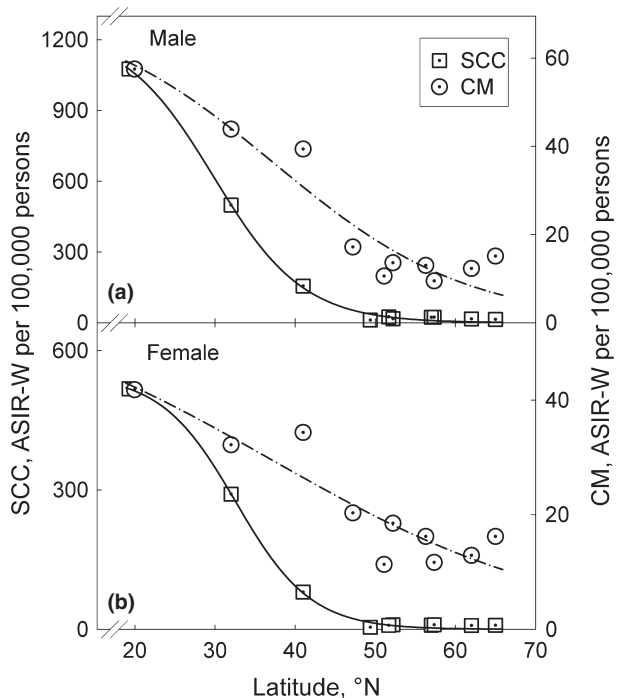 Male
SCC
CM
1200
900
600
300
0
60
40
20
0
(a)
SCC, ASIR-W per 100,000 persons
CM, ASIR-W per 100,000 persons
Female
600
300
0
40
20
0
(b)
20 30 40 50 60 70
Latitude, °N